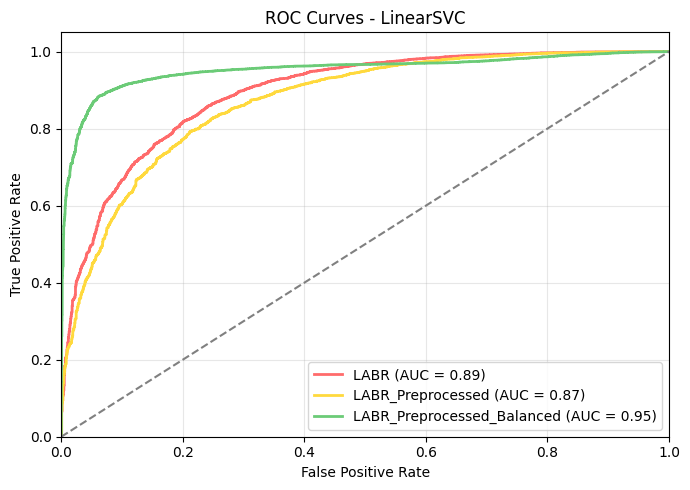 ROC Curves - LinearSVC
True Positive Rate
1.0
0.8
0.6
0.4
0.2
0.0
0.0 0.2 0.4 0.6 0.8 1.0
False Positive Rate
LABR (AUC = 0.89)
LABR_Preprocessed (AUC = 0.87)
LABR_Preprocessed_Balanced (AUC = 0.95)